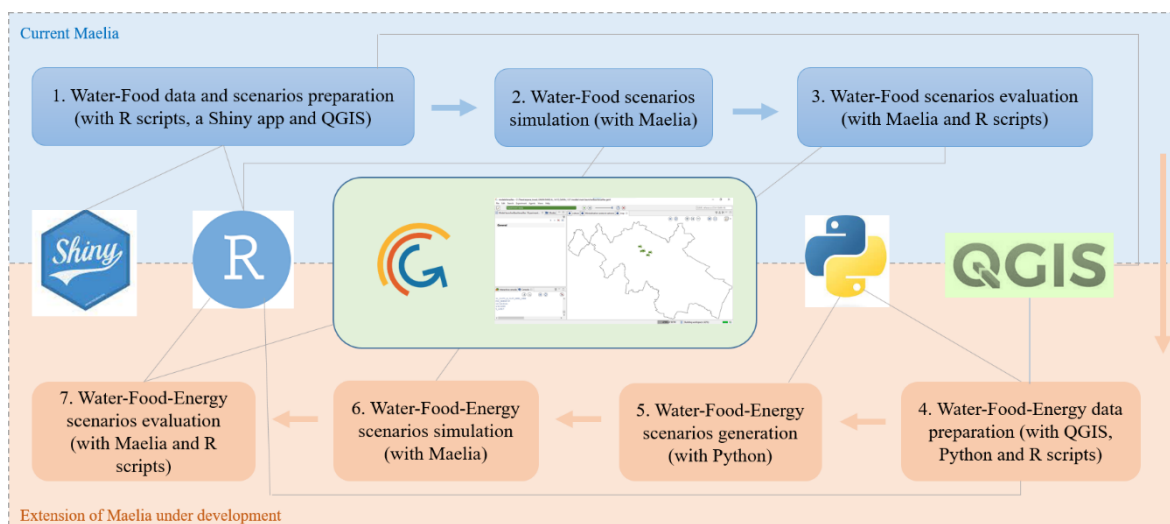 Current Maelia
1. Water-Food data and scenarios preparation
(with R scripts, a Shiny app and QGIS)
2. Water-Food scenarios
simulation (with Maelia)
3. Water-Food scenarios evaluation
(with Maelia and R scripts)
Shiny
R
QGIS
7. Water-Food-Energy
scenarios evaluation
(with Maelia and R
scripts)
6. Water-Food-Energy
scenarios simulation
(with Maelia)
5. Water-Food-Energy
scenarios generation
(with Python)
4. Water-Food-Energy data
preparation (with QGIS,
Python and R scripts)
Extension of Maelia under development